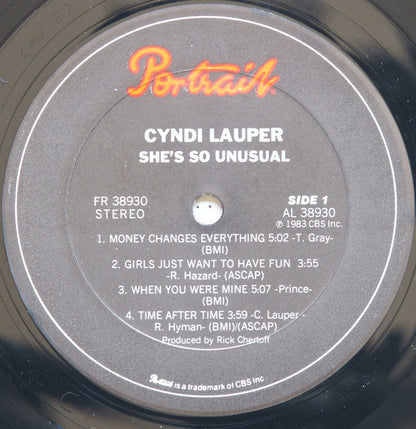 Portrait
CYNDI LAUPER
SHE'S SO UNUSUAL
FR 38930
STEREO
SIDE 1
AL 38930
℗ 1983 CBS Inc.
1. MONEY CHANGES EVERYTHING 5:02 -T. Gray-
(BMI)
2. GIRLS JUST WANT TO HAVE FUN 3:55
-R. Hazard- (ASCAP)
3. WHEN YOU WERE MINE 5:07 -Prince-
(BMI)
4. TIME AFTER TIME 3:59 -C. Lauper -
R. Hyman- (BMI)/(ASCAP)
Produced by Rick Chertoff
Portrait is a trademark of CBS Inc.